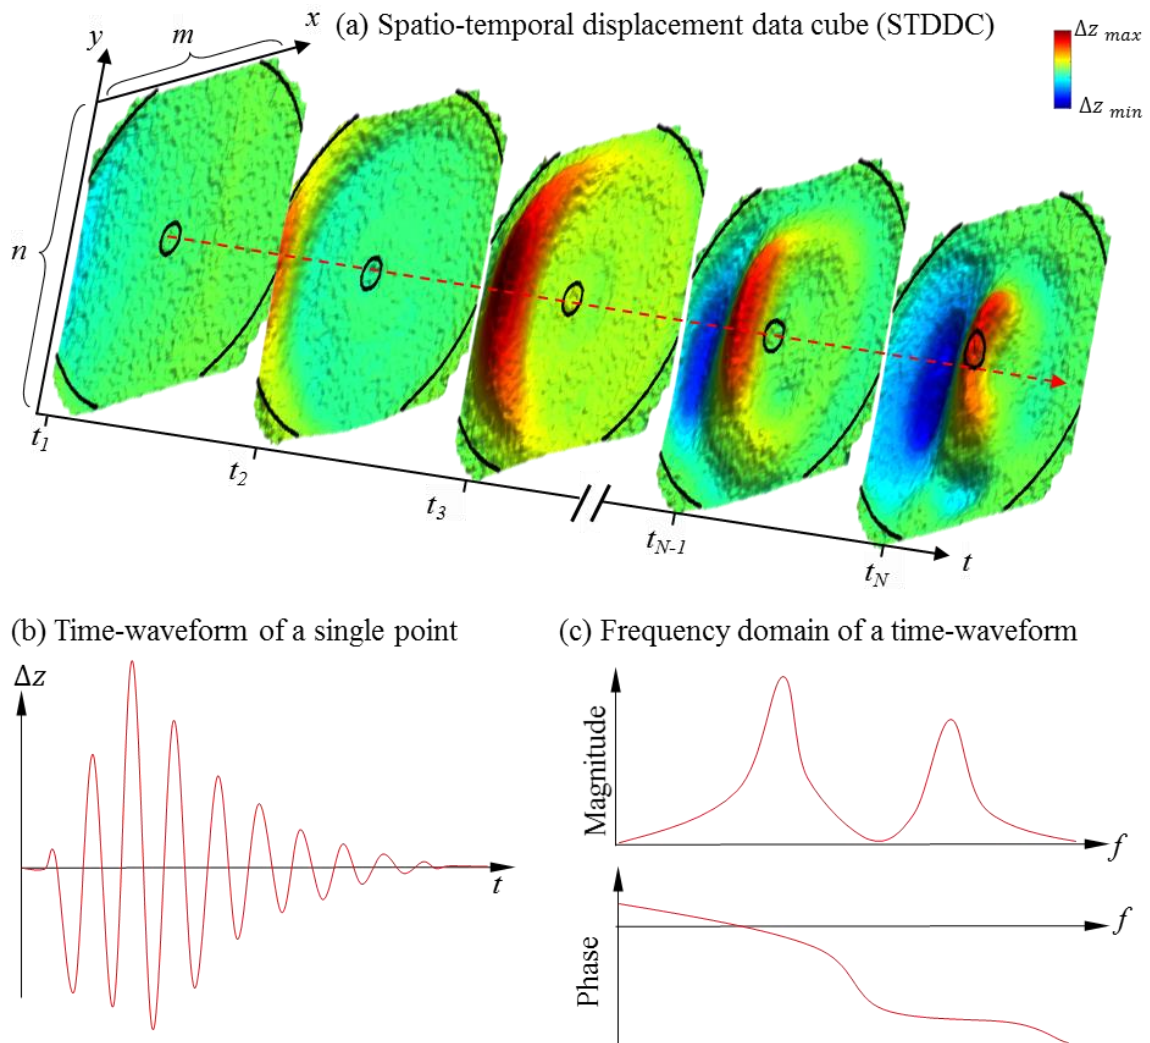 (a) Spatio-temporal displacement data cube (STDDC)
x
m
y
n
Δz max
Δz min
t1
t2
t3
tN-1
tN
t
(b) Time-waveform of a single point
Δz
t
(c) Frequency domain of a time-waveform
Magnitude
f
Phase
f